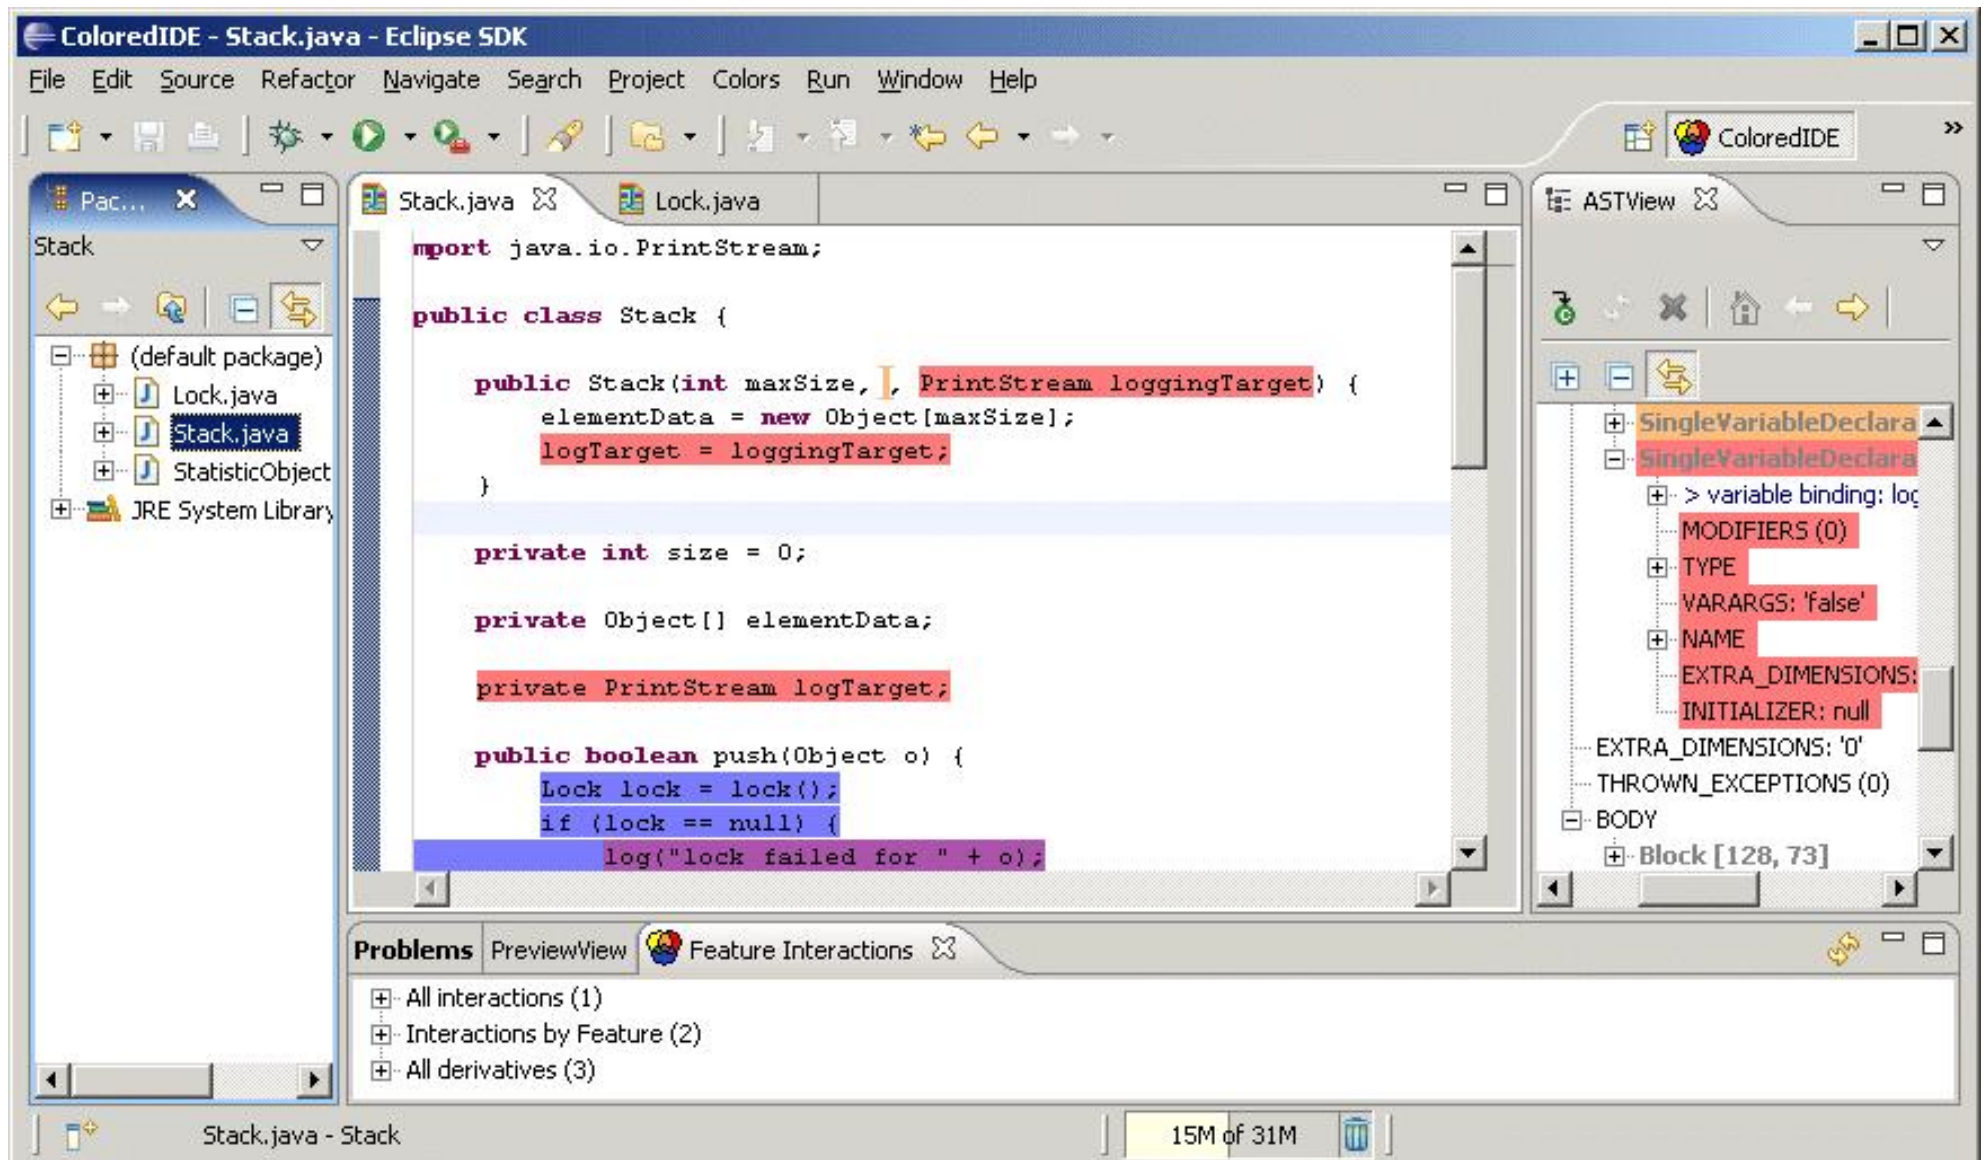 ColoredIDE - Stack.java - Eclipse SDK
File Edit Source Refactor Navigate Search Project Colors Run Window Help
ColoredIDE
Pac...
Stack
(default package)
Lock.java
Stack.java
StatisticObject
JRE System Library
Stack.java
Lock.java
mport java.io.PrintStream;
public class Stack {
public Stack(int maxSize, , PrintStream loggingTarget) {
elementData = new Object[maxSize];
logTarget = loggingTarget;
}
private int size = 0;
private Object[] elementData;
private PrintStream logTarget;
public boolean push(Object o) {
Lock lock = lock();
if (lock == null) {
log("lock failed for " + o);
ASTView
SingleVariableDeclara
SingleVariableDeclara
> variable binding: log
MODIFIERS (0)
TYPE
VARARGS: 'false'
NAME
EXTRA_DIMENSIONS:
INITIALIZER: null
EXTRA_DIMENSIONS: '0'
THROWN_EXCEPTIONS (0)
BODY
Block [128, 73]
Problems PreviewView Feature Interactions
All interactions (1)
Interactions by Feature (2)
All derivatives (3)
Stack.java - Stack
15M of 31M